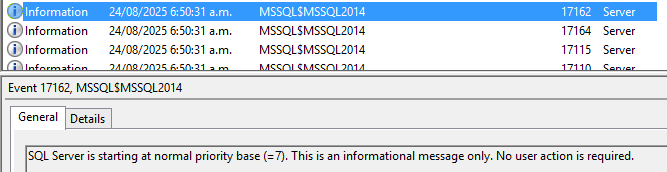 Information 24/08/2025 6:50:31 a.m. MSSQL$MSSQL2014 17162 Server
Information 24/08/2025 6:50:31 a.m. MSSQL$MSSQL2014 17164 Server
Information 24/08/2025 6:50:31 a.m. MSSQL$MSSQL2014 17115 Server
Information 24/08/2025 6:50:31 a.m. MSSQL$MSSQL2014 17110 Server
Event 17162, MSSQL$MSSQL2014
General Details
SQL Server is starting at normal priority base (=7). This is an informational message only. No user action is required.